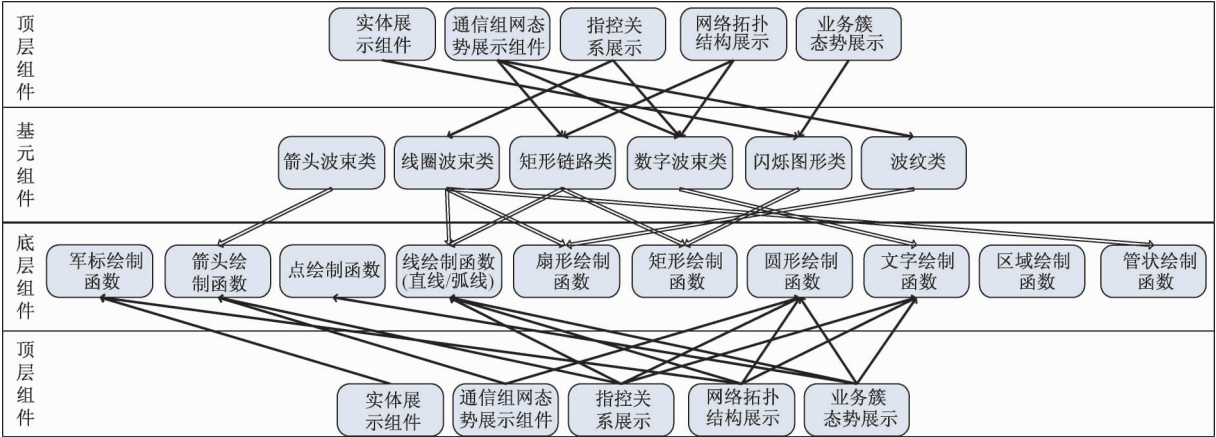 顶层组件
实体展
示组件
通信组网态
势展示组件
指控关
系展示
网络拓扑
结构展示
业务簇
态势展示
基元组件
箭头波束类
线圈波束类
矩形链路类
数字波束类
闪烁图形类
波纹类
底层组件
军标绘制
函数
箭头绘
制函数
点绘制函数
线绘制函数
(直线/弧线)
扇形绘制
函数
矩形绘制
函数
圆形绘制
函数
文字绘制
函数
区域绘制
函数
管状绘制
函数
顶层组件
实体展
示组件
通信组网态
势展示组件
指控关
系展示
网络拓扑
结构展示
业务簇
态势展示